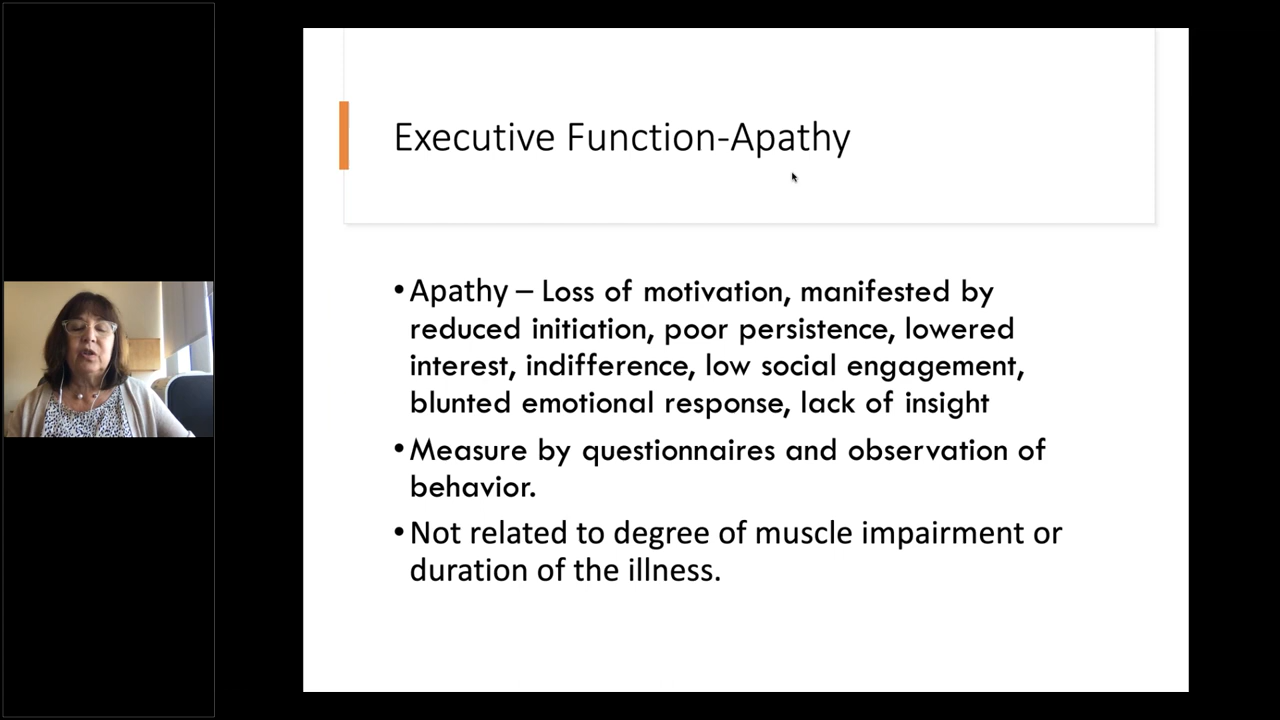 Executive Function-Apathy
•Apathy – Loss of motivation, manifested by
reduced initiation, poor persistence, lowered
interest, indifference, low social engagement,
blunted emotional response, lack of insight
•Measure by questionnaires and observation of
behavior.
•Not related to degree of muscle impairment or
duration of the illness.